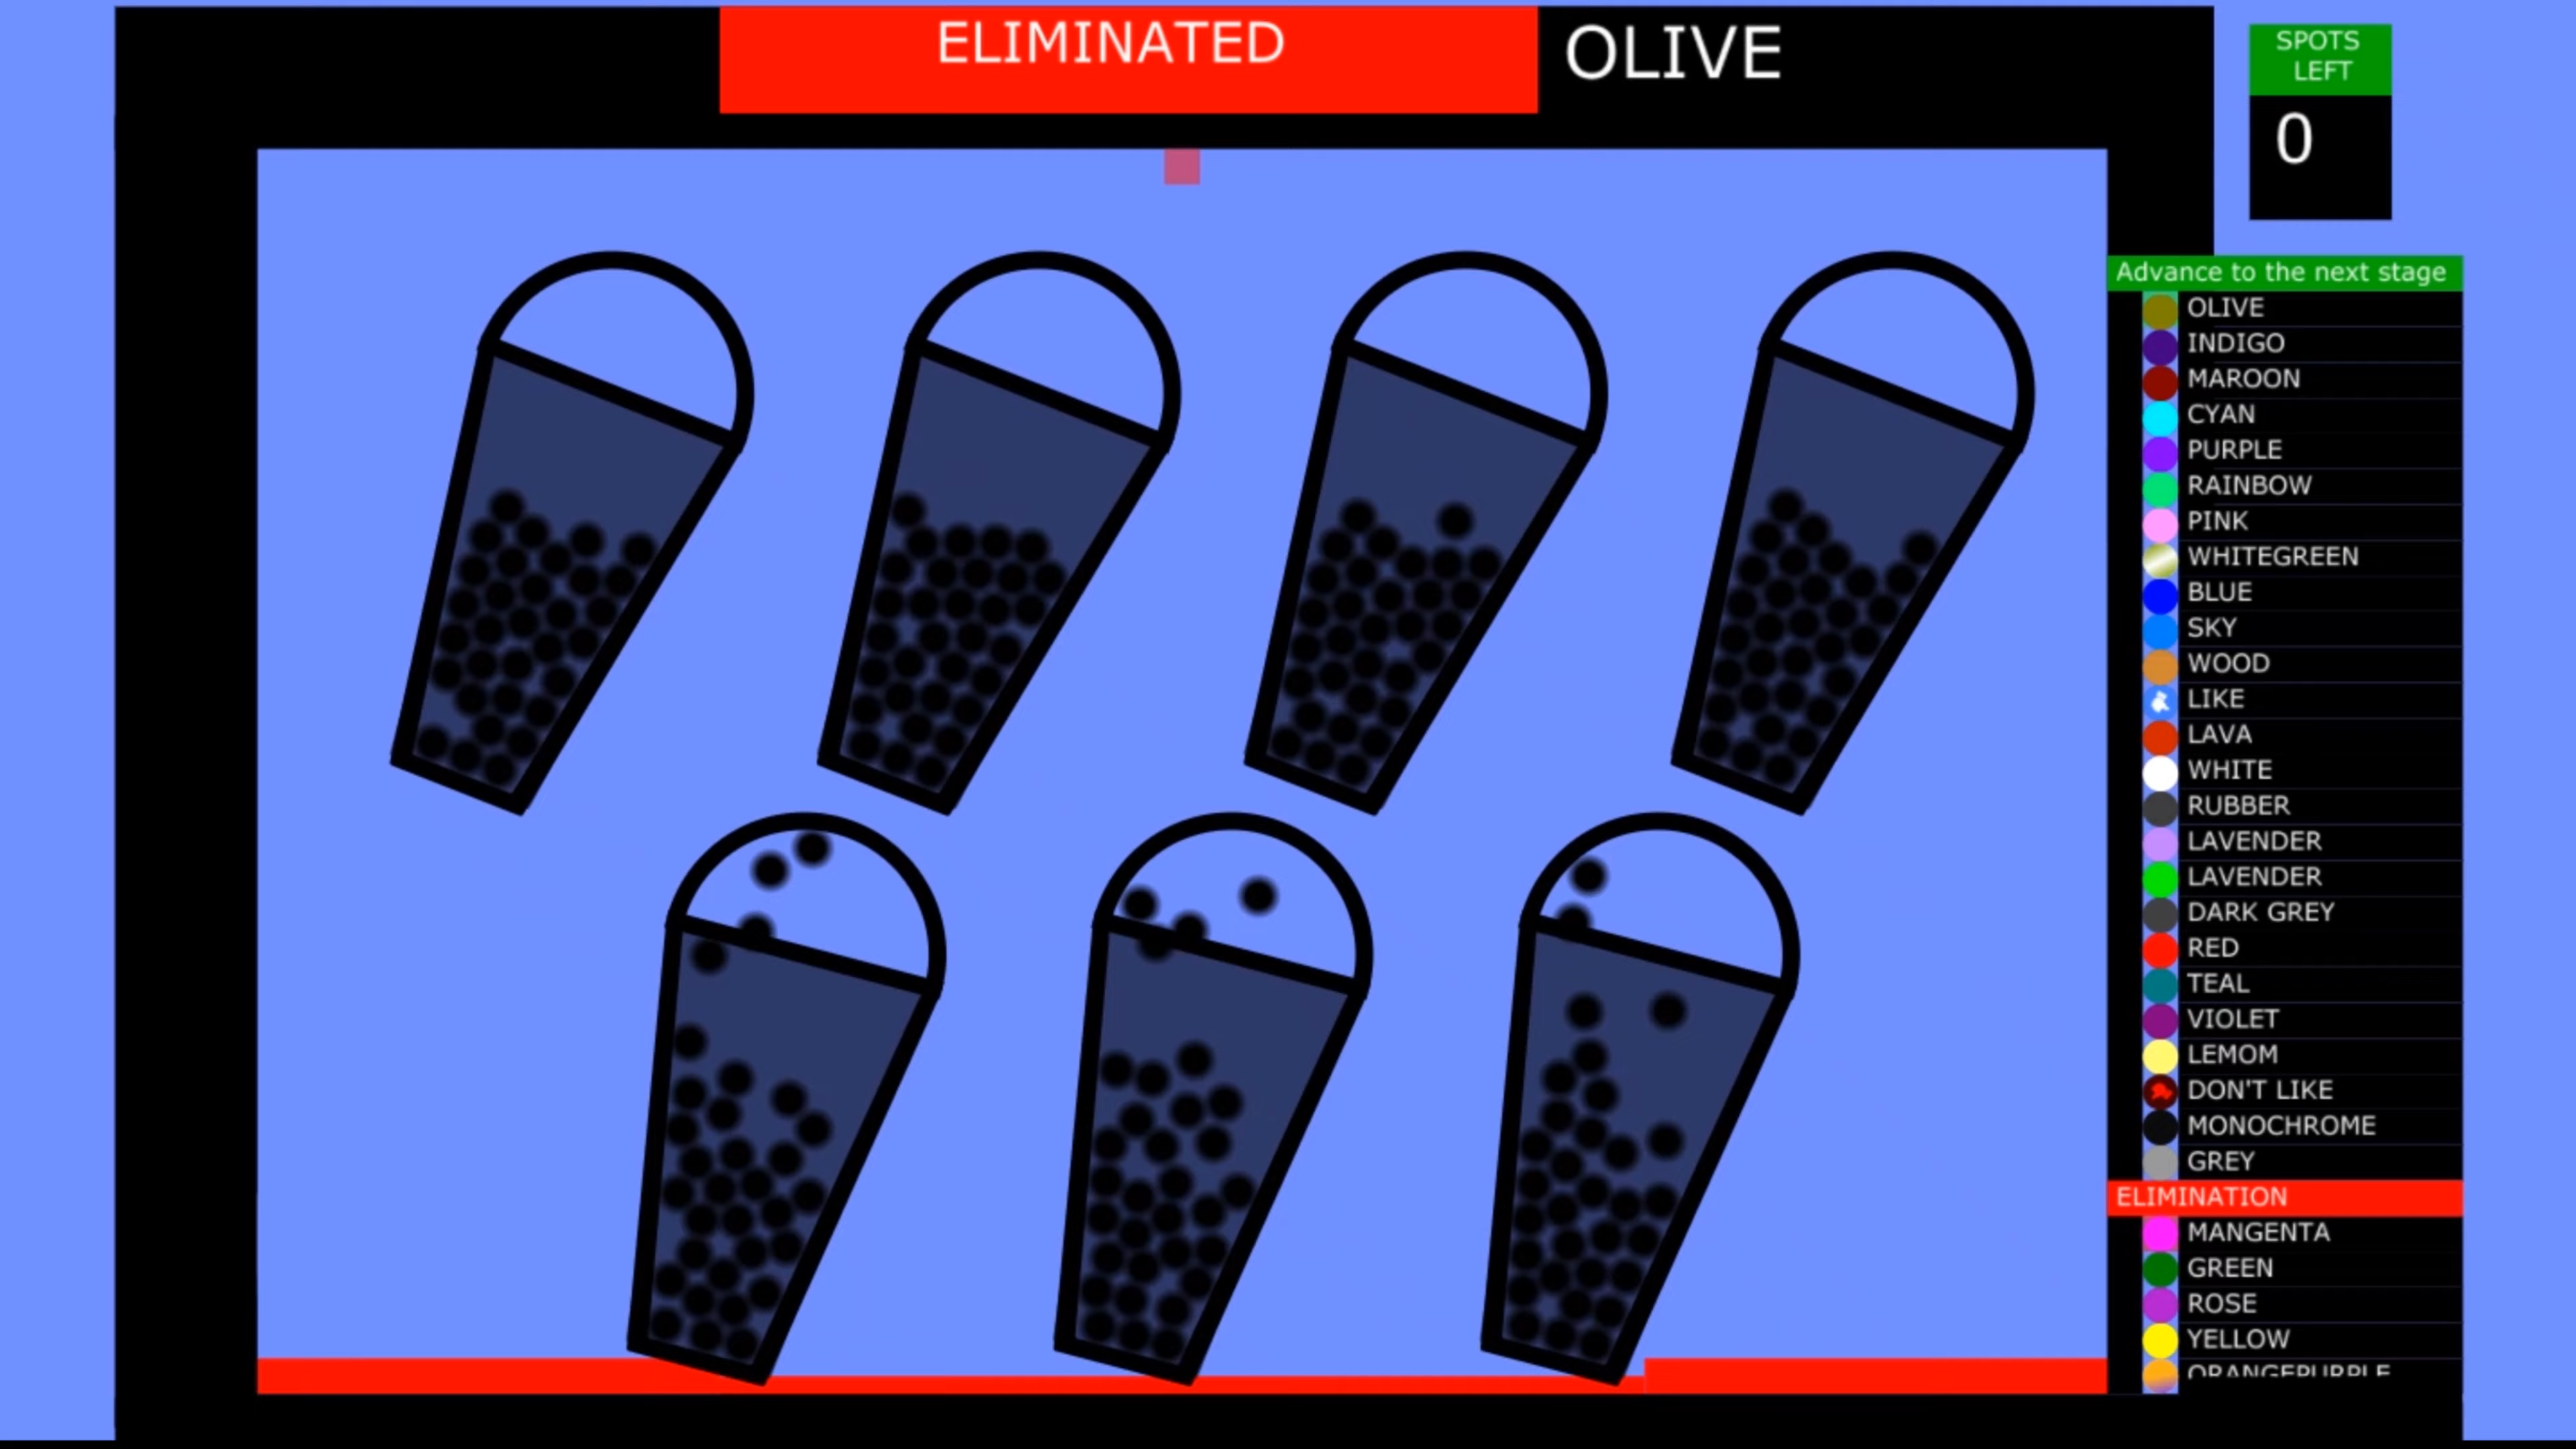 ELIMINATED
OLIVE
SPOTS
LEFT
0
Advance to the next stage
OLIVE
INDIGO
MAROON
CYAN
PURPLE
RAINBOW
PINK
WHITEGREEN
BLUE
SKY
WOOD
LIKE
LAVA
WHITE
RUBBER
LAVENDER
LAVENDER
DARK GREY
RED
TEAL
VIOLET
LEMOM
DON'T LIKE
MONOCHROME
GREY
ELIMINATION
MANGENTA
GREEN
ROSE
YELLOW
ORANGEPURPLE